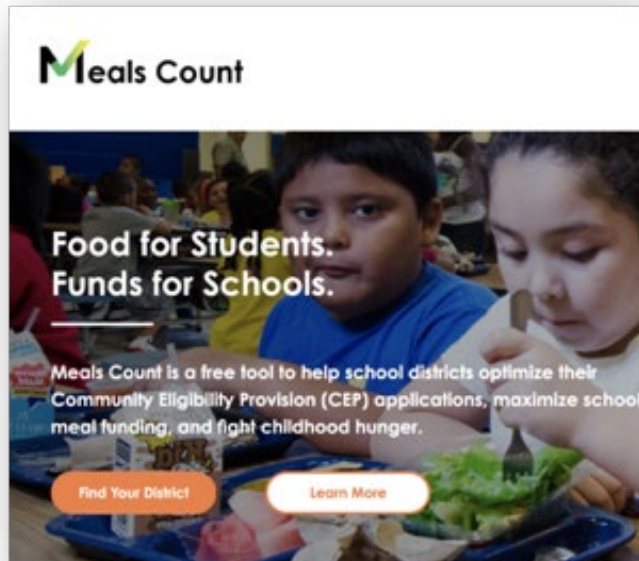 Meals Count
Food for Students.
Funds for Schools.
Meals Count is a free tool to help school districts optimize their
Community Eligibility Provision (CEP) applications, maximize school
meal funding, and fight childhood hunger.
Find Your District
Learn More